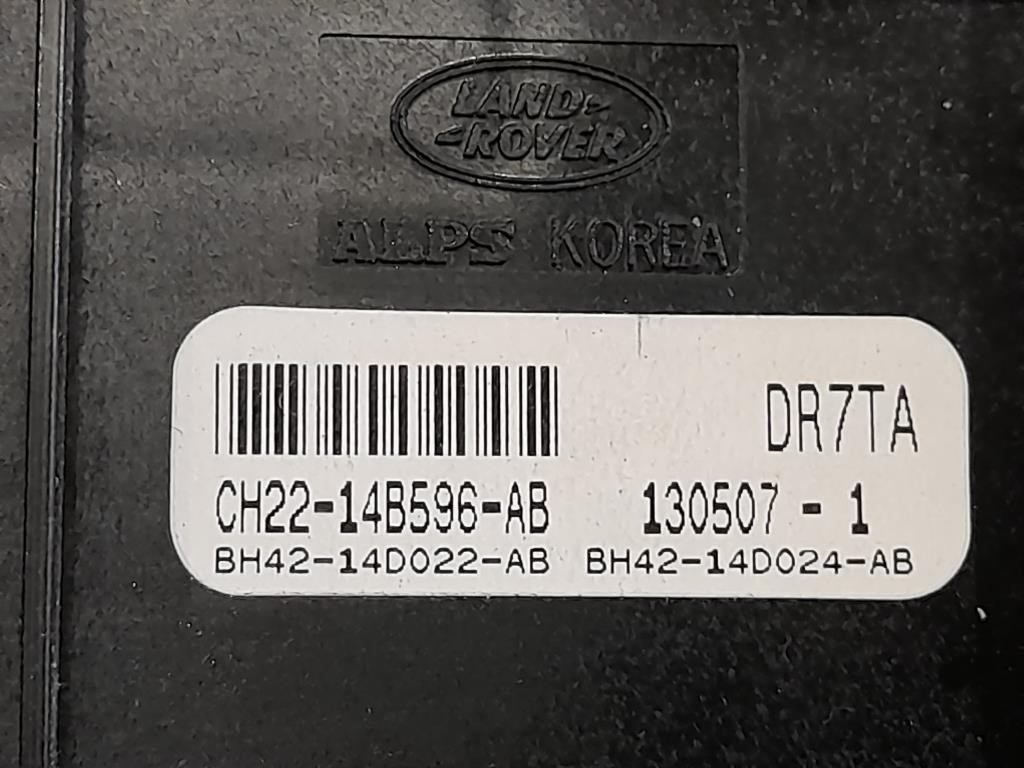 LAND
ROVER
ALPS KOREA
DR7TA
CH22-14B596-AB 130507 - 1
BH42-14D022-AB BH42-14D024-AB